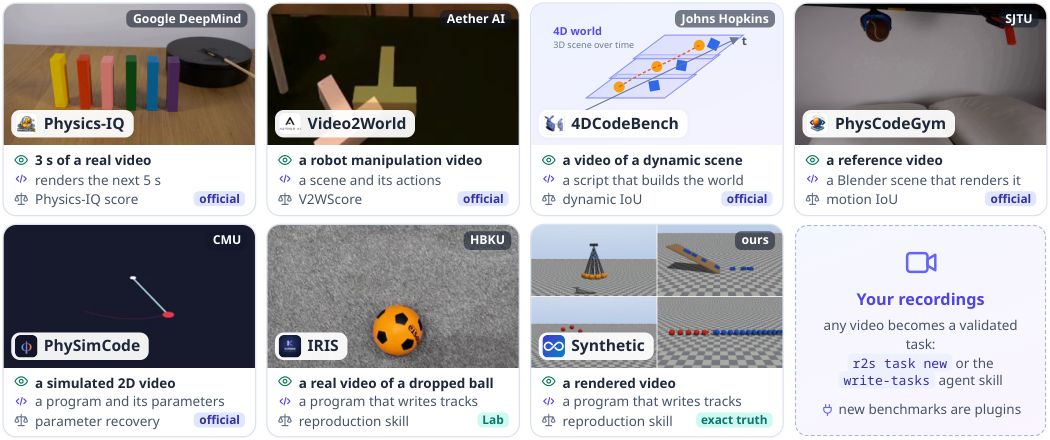 Google DeepMind
Physics-IQ
3 s of a real video
renders the next 5 s
Physics-IQ score
official
Aether AI
Video2World
a robot manipulation video
a scene and its actions
V2WScore
official
Johns Hopkins
4D world
3D scene over time
t
4DCodeBench
a video of a dynamic scene
a script that builds the world
dynamic IoU
official
SJTU
PhysCodeGym
a reference video
a Blender scene that renders it
motion IoU
official
CMU
PhySimCode
a simulated 2D video
a program and its parameters
parameter recovery
official
HBKU
IRIS
a real video of a dropped ball
a program that writes tracks
reproduction skill
Lab
ours
Synthetic
a rendered video
a program that writes tracks
reproduction skill
exact truth
Your recordings
any video becomes a validated
task:
r2s task new or the
write-tasks agent skill
new benchmarks are plugins